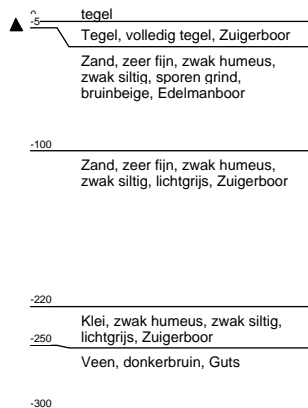 0
tegel
-5
Tegel, volledig tegel, Zuigerboor
Zand, zeer fijn, zwak humeus,
zwak siltig, sporen grind,
bruinbeige, Edelmanboor
-100
Zand, zeer fijn, zwak humeus,
zwak siltig, lichtgrijs, Zuigerboor
-220
Klei, zwak humeus, zwak siltig,
lichtgrijs, Zuigerboor
-250
Veen, donkerbruin, Guts
-300